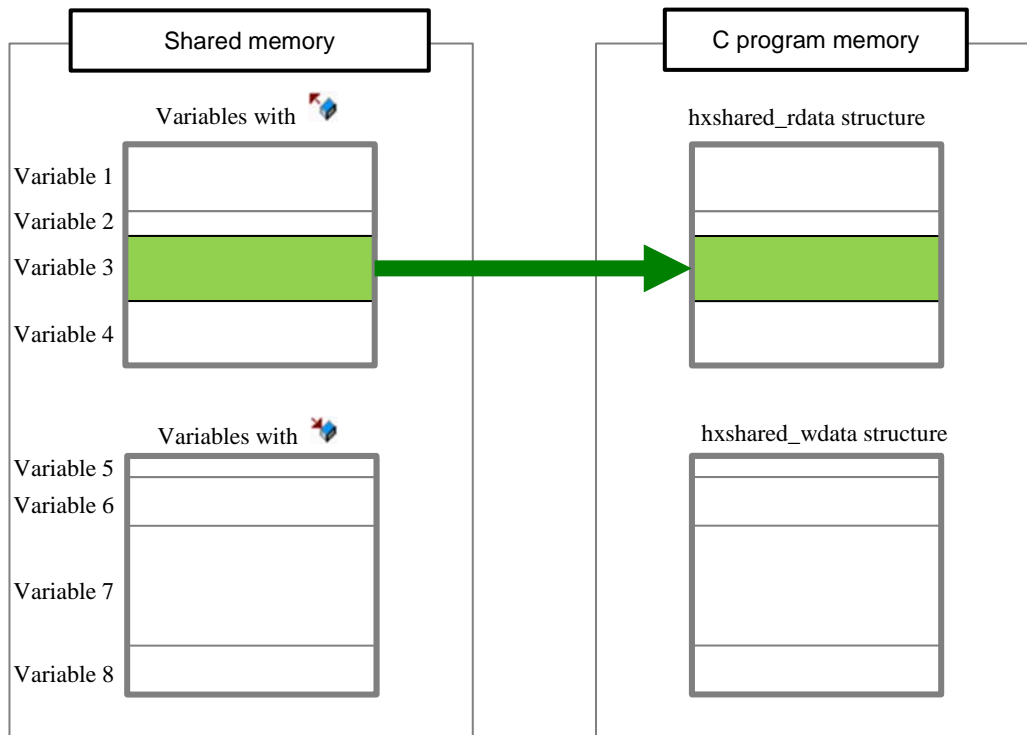 Shared memory
C program memory
Variables with
hxshared_rdata structure
Variable 1
Variable 2
Variable 3
Variable 4
Variables with
hxshared_wdata structure
Variable 5
Variable 6
Variable 7
Variable 8